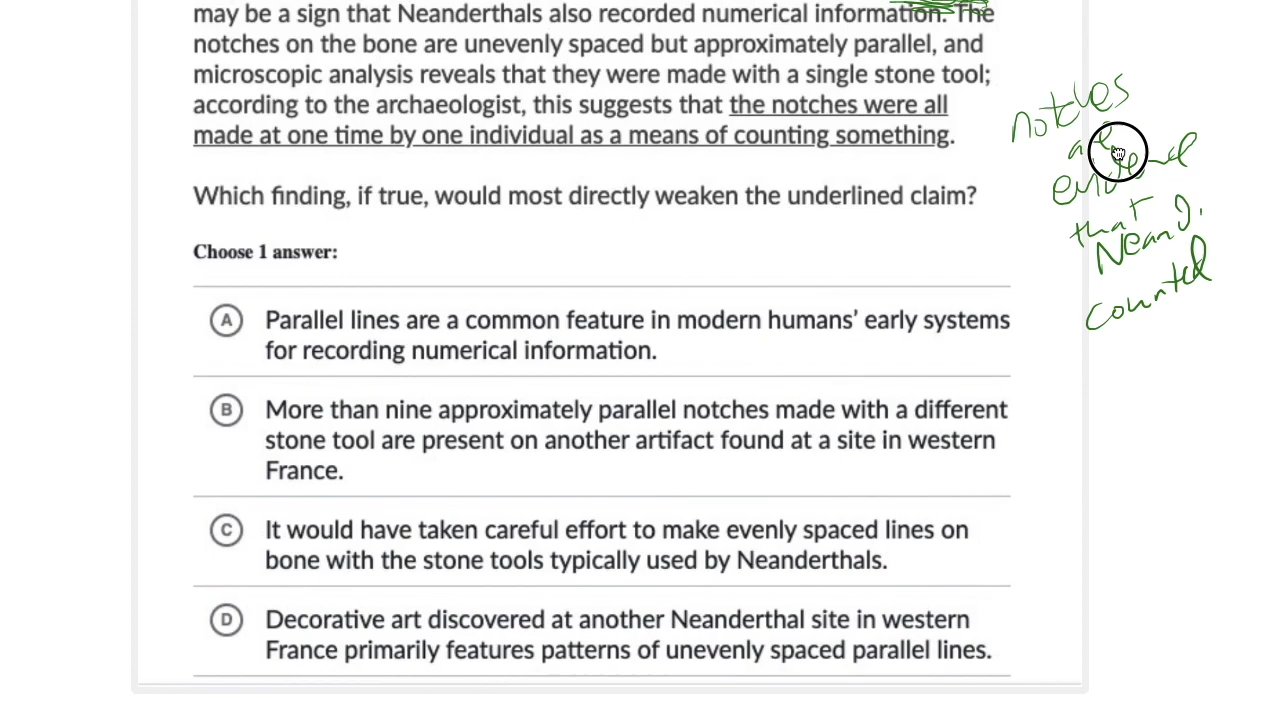 may be a sign that Neanderthals also recorded numerical information. The
notches on the bone are unevenly spaced but approximately parallel, and
microscopic analysis reveals that they were made with a single stone tool;
according to the archaeologist, this suggests that the notches were all
made at one time by one individual as a means of counting something.
Which finding, if true, would most directly weaken the underlined claim?
Choose 1 answer:
A Parallel lines are a common feature in modern humans’ early systems
for recording numerical information.
B More than nine approximately parallel notches made with a different
stone tool are present on another artifact found at a site in western
France.
C It would have taken careful effort to make evenly spaced lines on
bone with the stone tools typically used by Neanderthals.
D Decorative art discovered at another Neanderthal site in western
France primarily features patterns of unevenly spaced parallel lines.
notches
that
Neand.
counted